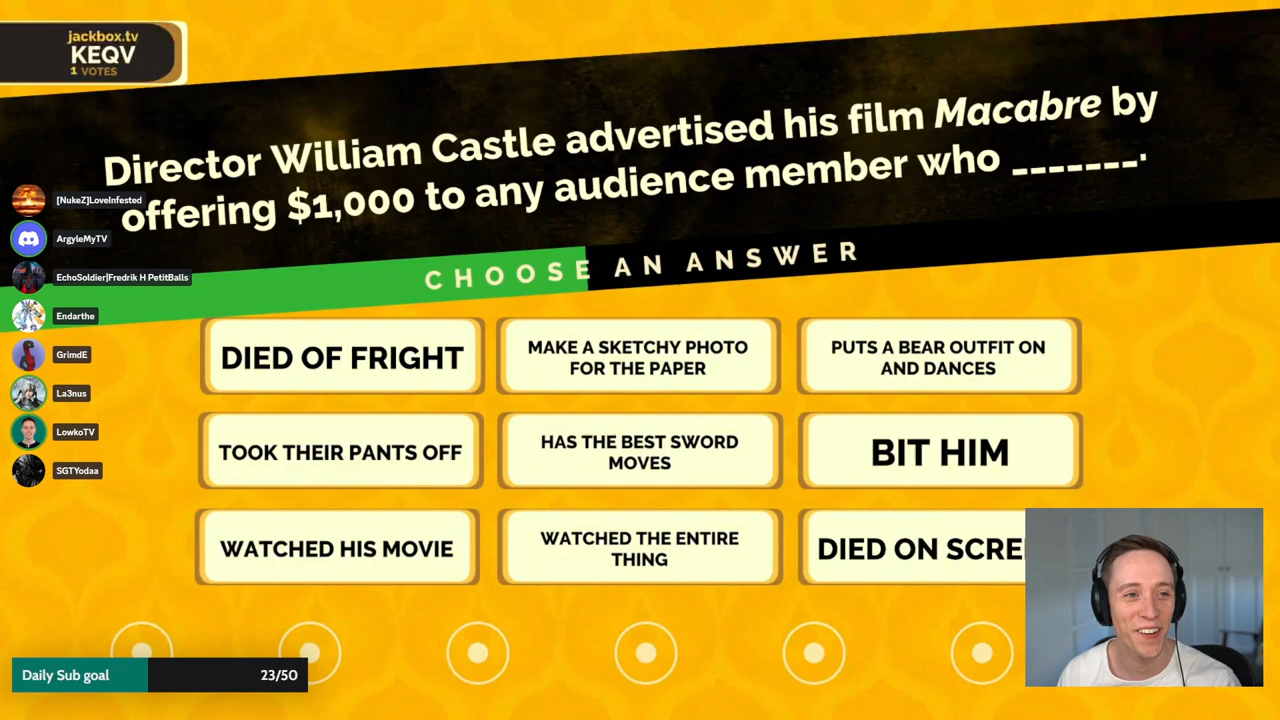 jackbox.tv
KEQV
1 VOTES
Director William Castle advertised his film Macabre by
offering $1,000 to any audience member who _______.
CHOOSE AN ANSWER
[NukeZ]LoveInfested
ArgyleMyTV
EchoSoldier|Fredrik H PetitBalls
Endarthe
GrimdE
La3nus
LowkoTV
SGTYodaa
DIED OF FRIGHT
MAKE A SKETCHY PHOTO
FOR THE PAPER
PUTS A BEAR OUTFIT ON
AND DANCES
TOOK THEIR PANTS OFF
HAS THE BEST SWORD
MOVES
BIT HIM
WATCHED HIS MOVIE
WATCHED THE ENTIRE
THING
DIED ON SCRE
Daily Sub goal
23/50